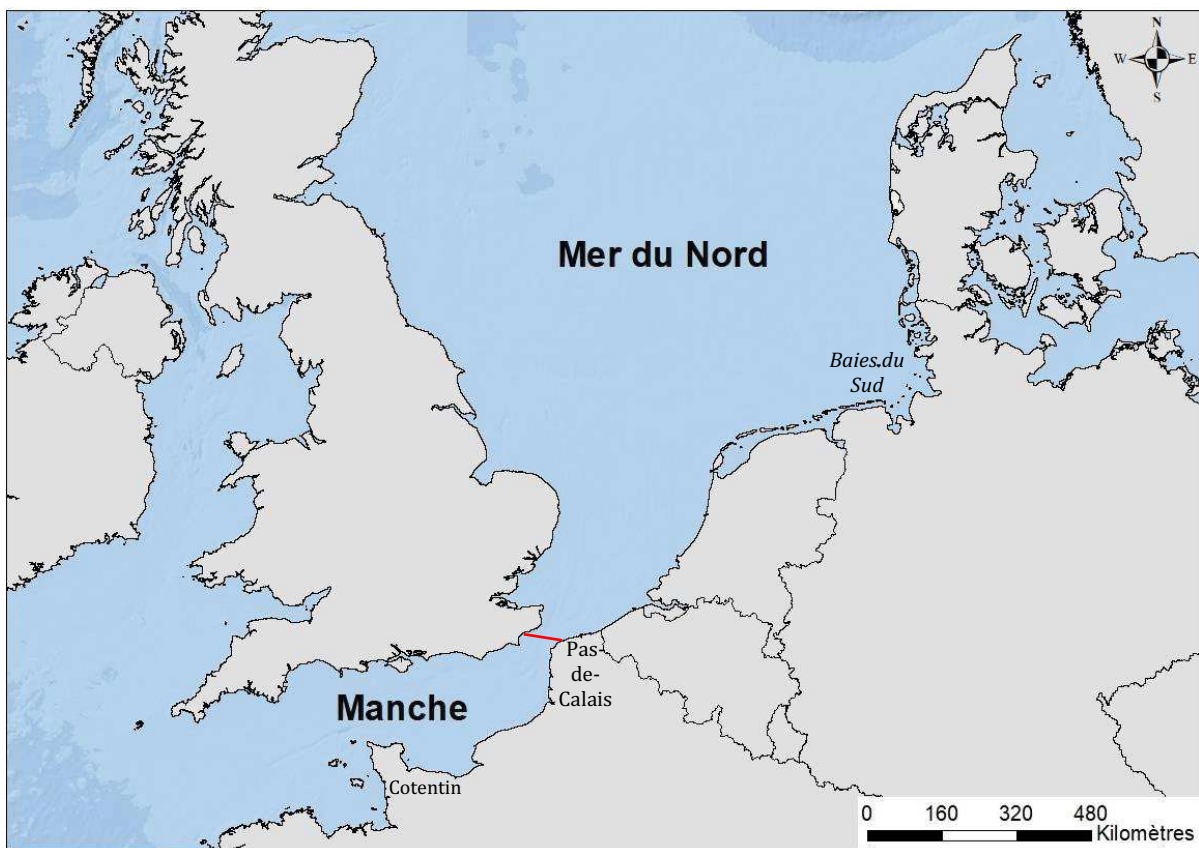 N
W E
S
Mer du Nord
Baies.du
Sud
Pas-
de-
Calais
Manche
Cotentin
0 160 320 480
Kilomètres